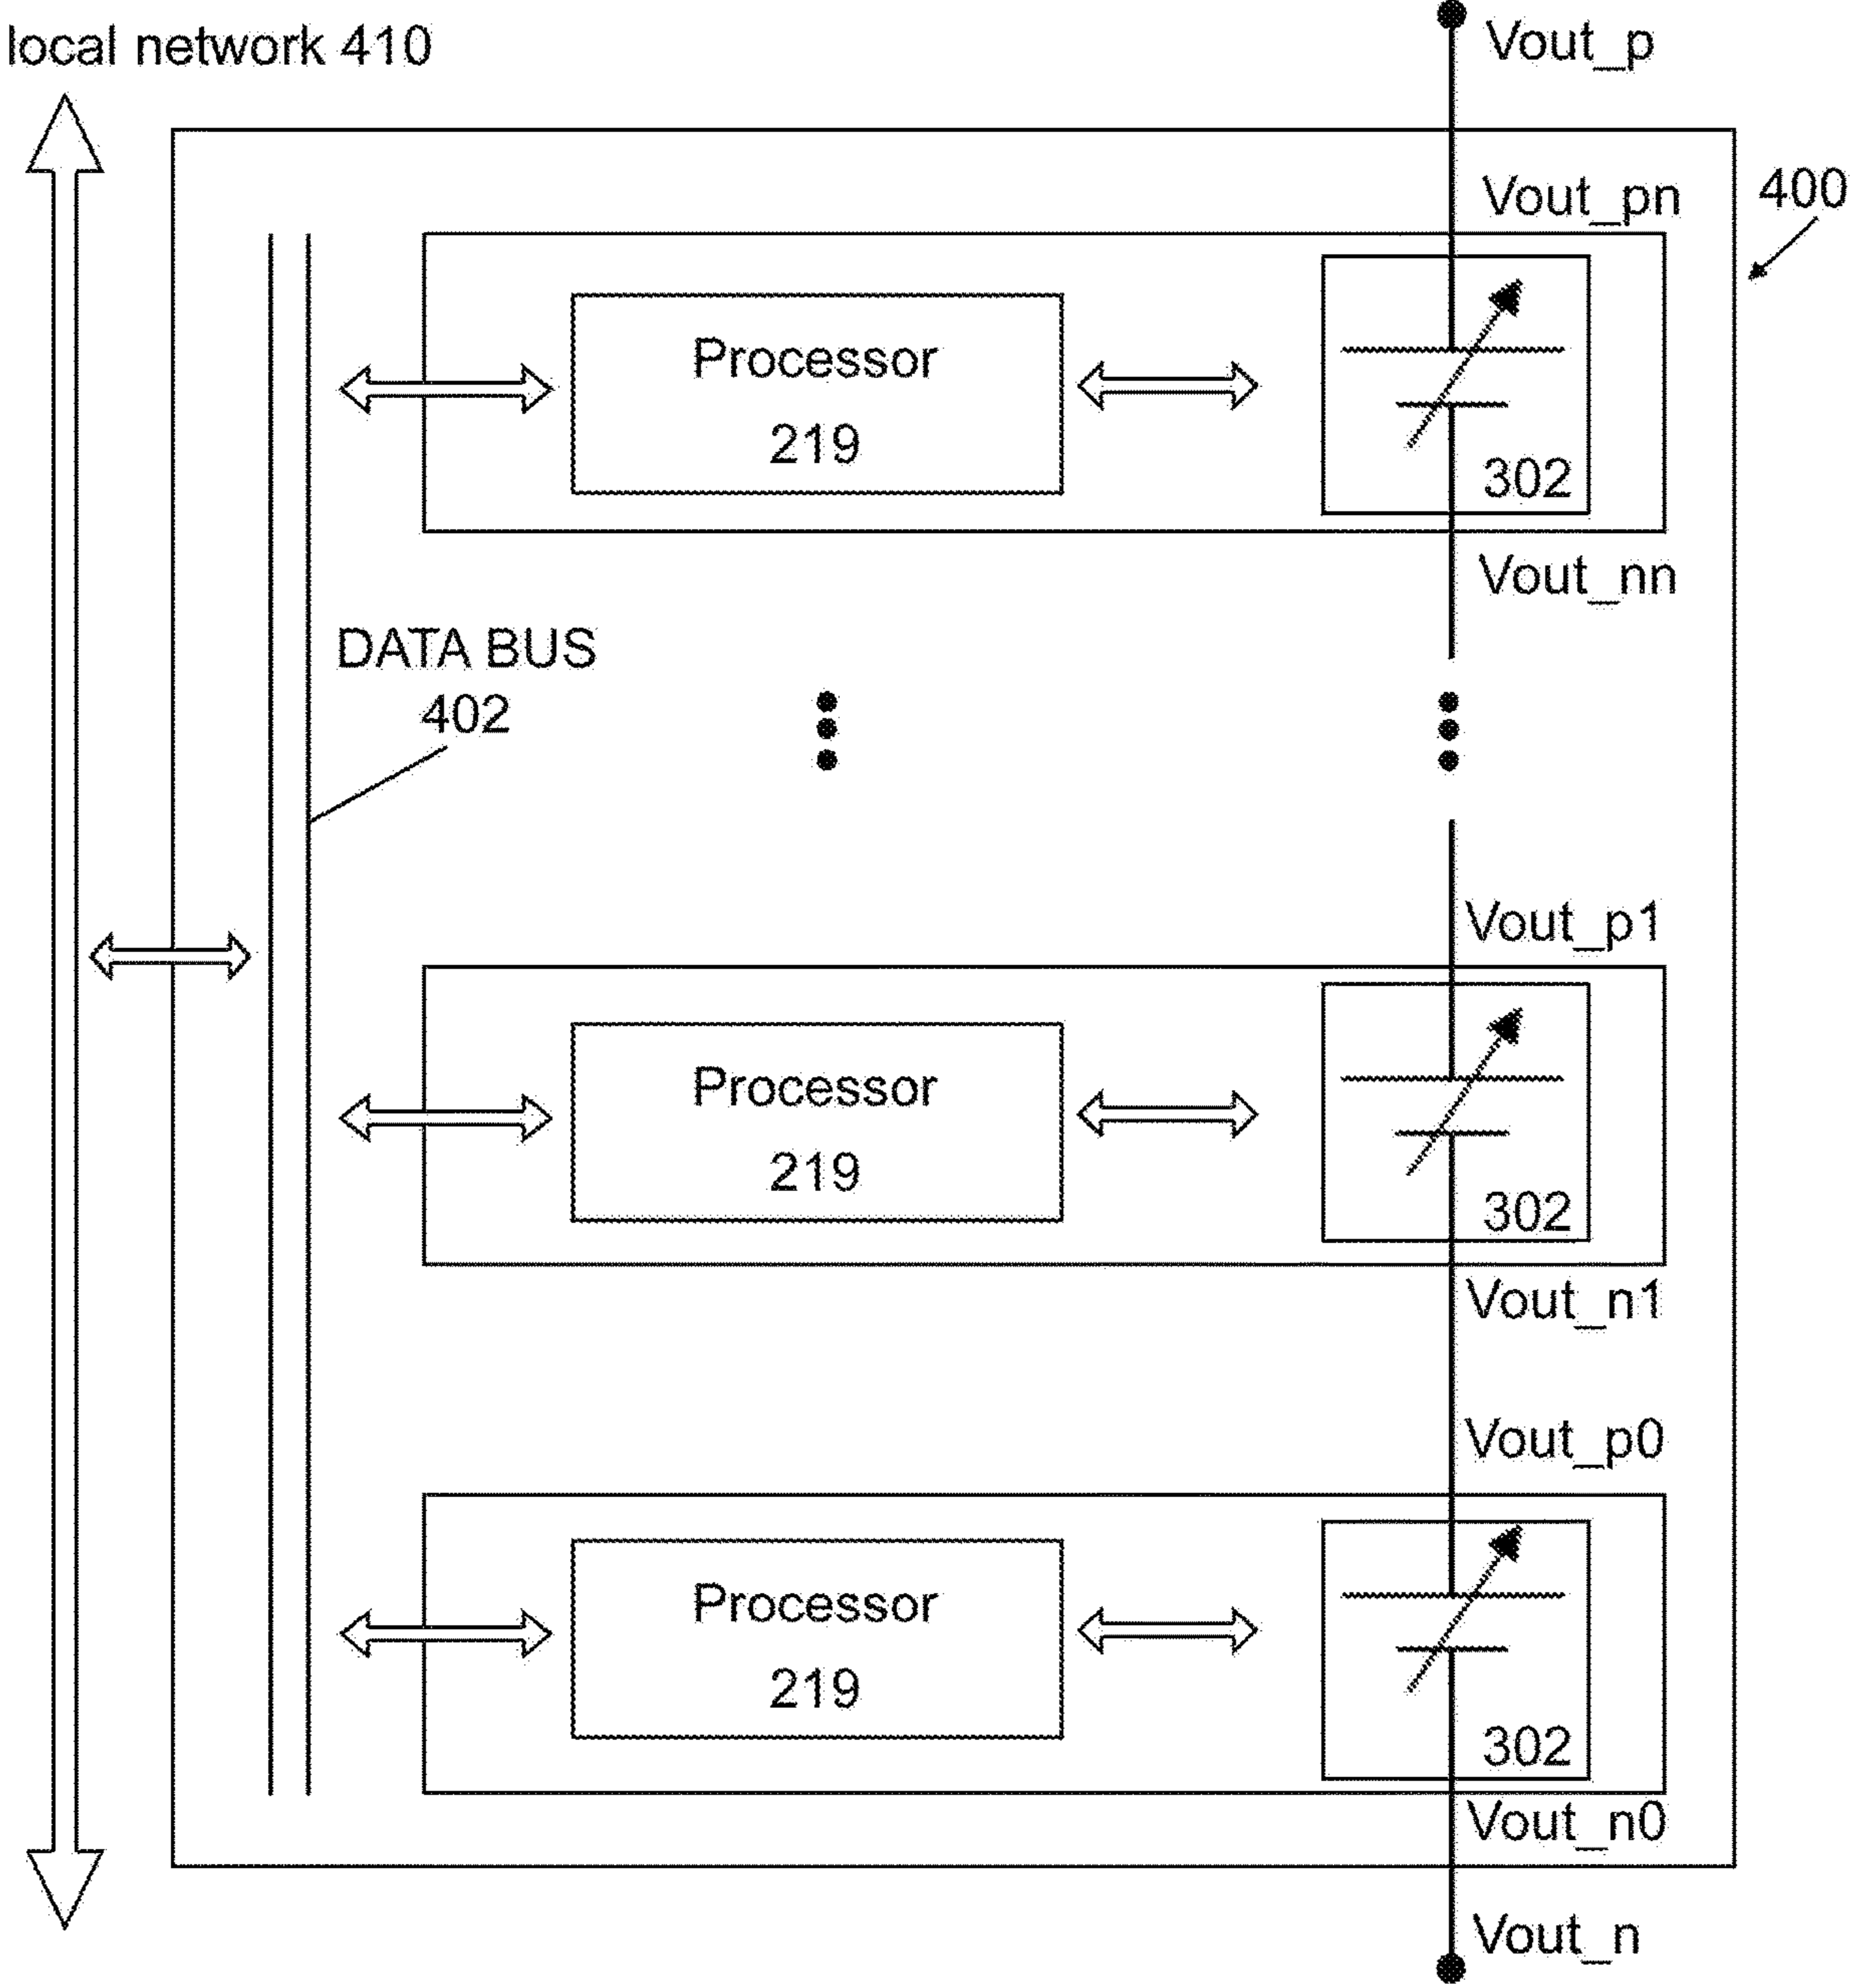 local network 410
Vout_p
Vout_pn
400
Processor
219
302
Vout_nn
DATA BUS
402
Vout_p1
Processor
219
302
Vout_n1
Vout_p0
Processor
219
302
Vout_n0
Vout_n